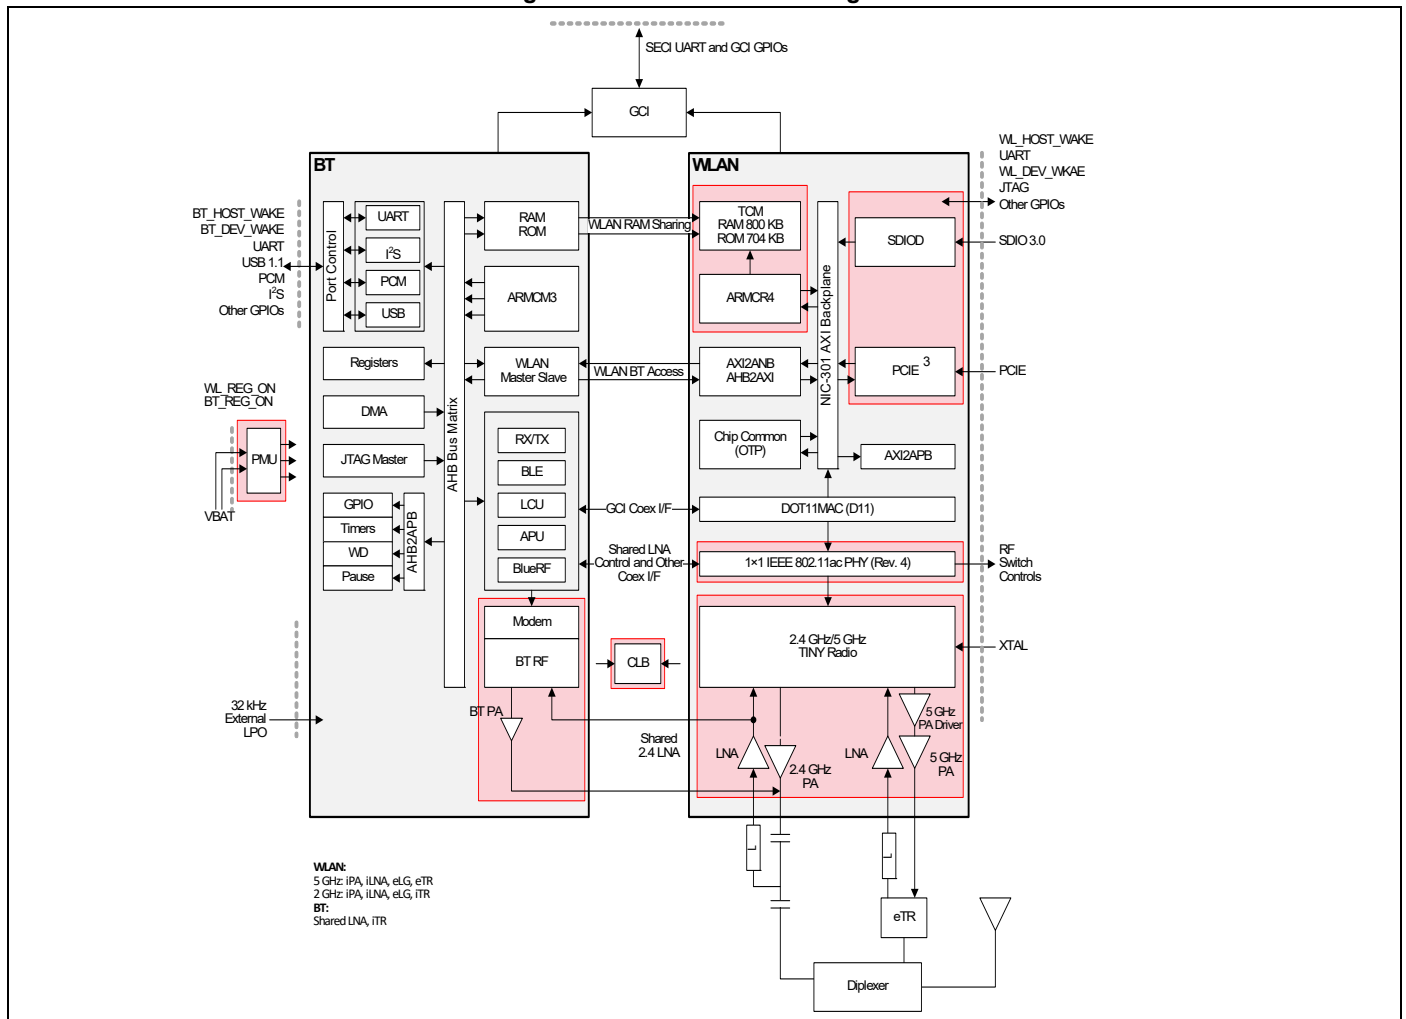 SECI UART and GCI GPIOs
GCI
BT
WLAN
WL_HOST_WAKE
UART
WL_DEV_WKAE
JTAG
Other GPIOs
SDIO 3.0
PCIE
BT_HOST_WAKE
BT_DEV_WAKE
UART
USB 1.1
PCM
I²S
Other GPIOs
Port Control
UART
I²S
PCM
USB
AHB Bus Matrix
RAM
ROM
ARMCM3
WLAN RAM Sharing
TCM
RAM 800 KB
ROM 704 KB
ARMCR4
NIC-301 AXI Backplane
SDIOD
PCIE 3
Registers
DMA
JTAG Master
WLAN
Master Slave
WLAN BT Access
AXI2ANB
AHB2AXI
Chip Common
(OTP)
AXI2APB
WL_REG_ON
BT_REG_ON
PMU
VBAT
RX/TX
BLE
LCU
APU
BlueRF
GPIO
Timers
WD
Pause
AHB2APB
GCI Coex I/F
DOT11MAC (D11)
Shared LNA
Control and Other
Coex I/F
1×1 IEEE 802.11ac PHY (Rev. 4)
RF
Switch
Controls
Modem
BT RF
CLB
2.4 GHz/5 GHz
TINY Radio
XTAL
32 kHz
External
LPO
BT PA
Shared
2.4 LNA
LNA
2.4 GHz
PA
LNA
5 GHz
PA Driver
5 GHz
PA
L
L
eTR
Diplexer
WLAN:
5 GHz: iPA, iLNA, eLG, eTR
2 GHz: iPA, iLNA, eLG, iTR
BT:
Shared LNA, iTR